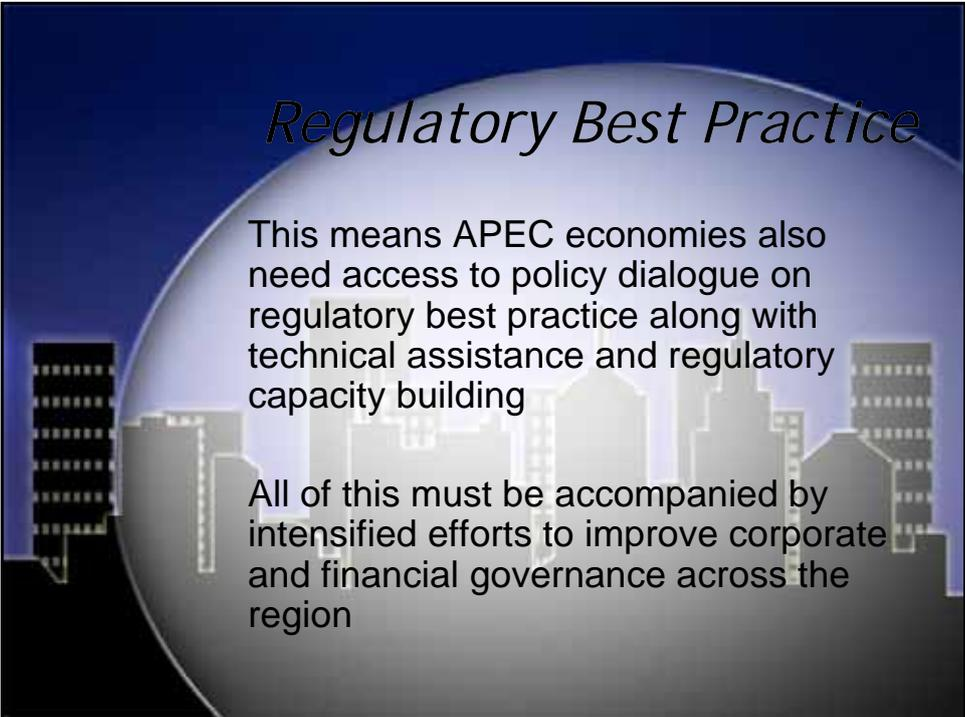 Regulatory Best Practice
This means APEC economies also
need access to policy dialogue on
regulatory best practice along with
technical assistance and regulatory
capacity building
All of this must be accompanied by
intensified efforts to improve corporate
and financial governance across the
region